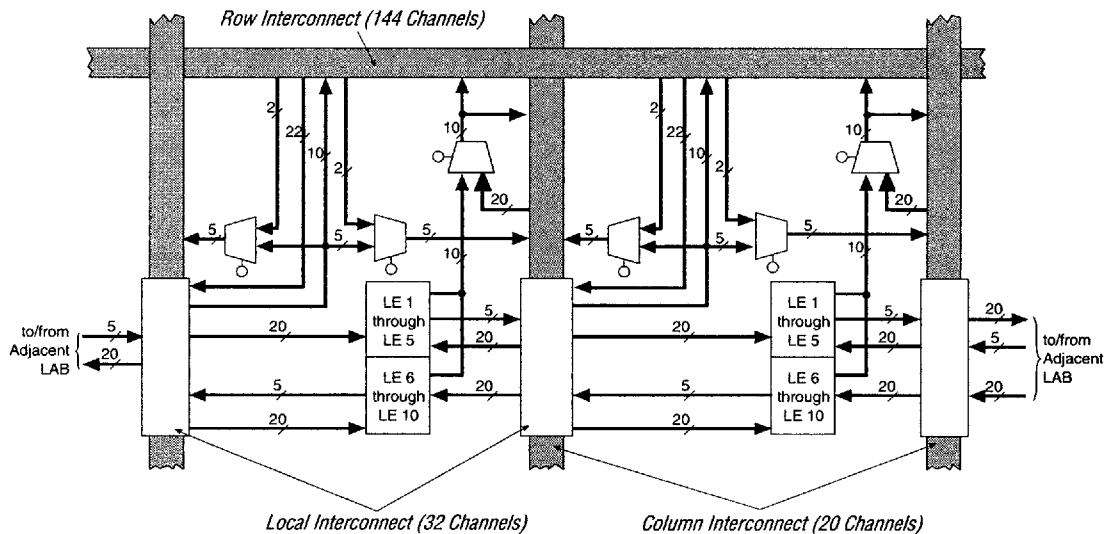 Row Interconnect (144 Channels)
2
22
10
2
10
20
2
22
10
2
10
20
5
5
5
10
5
5
5
10
LE 1
through
LE 5
LE 6
through
LE 10
LE 1
through
LE 5
LE 6
through
LE 10
to/from
Adjacent
LAB
5
20
20
5
20
5
20
20
20
5
20
5
20
20
20
5
20
to/from
Adjacent
LAB
Local Interconnect (32 Channels)
Column Interconnect (20 Channels)